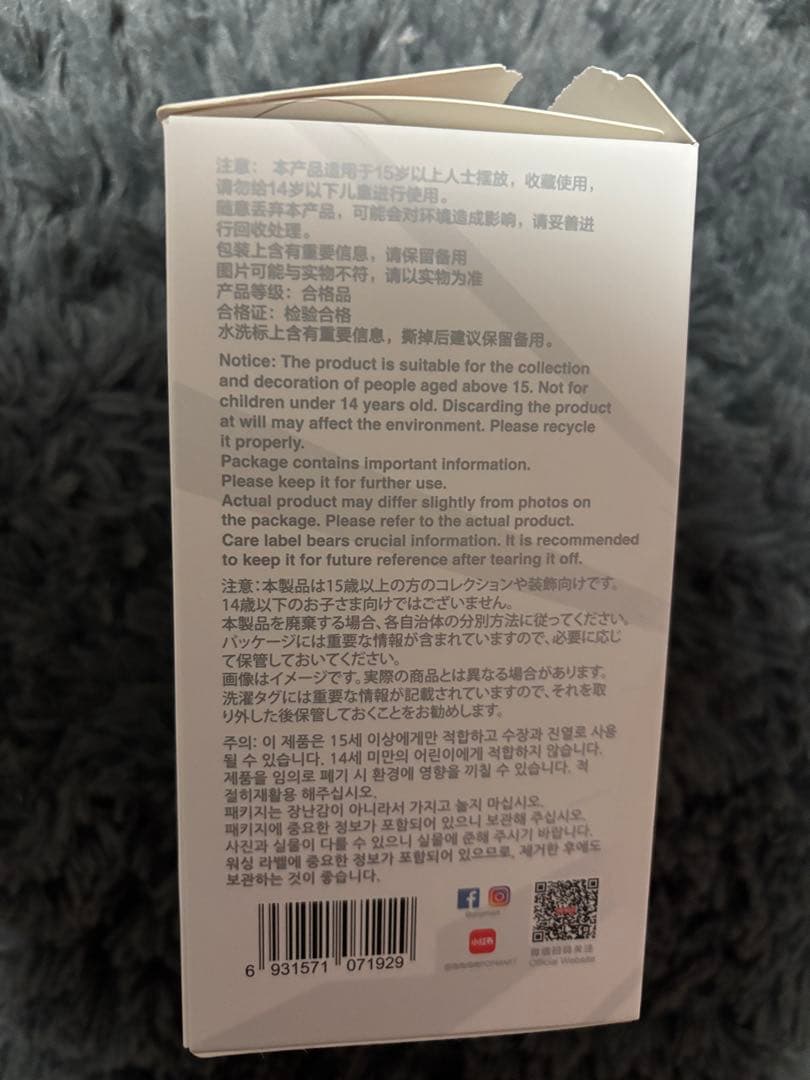 注意： 本产品适用于15岁以上人士摆放，收藏使用，
请勿给14岁以下儿童进行使用。
随意丢弃本产品，可能会对环境造成影响，请妥善进
行回收处理。
包装上含有重要信息，请保留备用
图片可能与实物不符，请以实物为准
产品等级：合格品
合格证：检验合格
水洗标上含有重要信息，撕掉后建议保留备用。
Notice: The product is suitable for the collection
and decoration of people aged above 15. Not for
children under 14 years old. Discarding the product
at will may affect the environment. Please recycle
it properly.
Package contains important information.
Please keep it for further use.
Actual product may differ slightly from photos on
the package. Please refer to the actual product.
Care label bears crucial information. It is recommended
to keep it for future reference after tearing it off.
注意：本製品は15歳以上の方のコレクションや装飾向けです。
14歳以下のお子さま向けではございません。
本製品を廃棄する場合、各自治体の分別方法に従ってください。
パッケージには重要な情報が含まれていますので、必要に応じ
て保管しておいてください。
画像はイメージです。実際の商品とは異なる場合があります。
洗濯タグには重要な情報が記載されていますので、それを取
り外した後保管しておくことをお勧めします。
주의: 이 제품은 15세 이상에게만 적합하고 수장과 진열로 사용
될 수 있습니다. 14세 미만의 어린이에게 적합하지 않습니다.
제품을 임의로 폐기 시 환경에 영향을 끼칠 수 있습니다. 적
절히재활용 해주십시오.
패키지는 장난감이 아니라서 가지고 놀지 마십시오.
패키지에 중요한 정보가 포함되어 있으니 보관해 주십시오.
사진과 실물이 다를 수 있으니 실물에 준해 주시기 바랍니다.
워싱 라벨에 중요한 정보가 포함되어 있으므로, 제거한 후에도
보관하는 것이 좋습니다.
6 931571 071929
小红书
微信扫码关注
Official Website